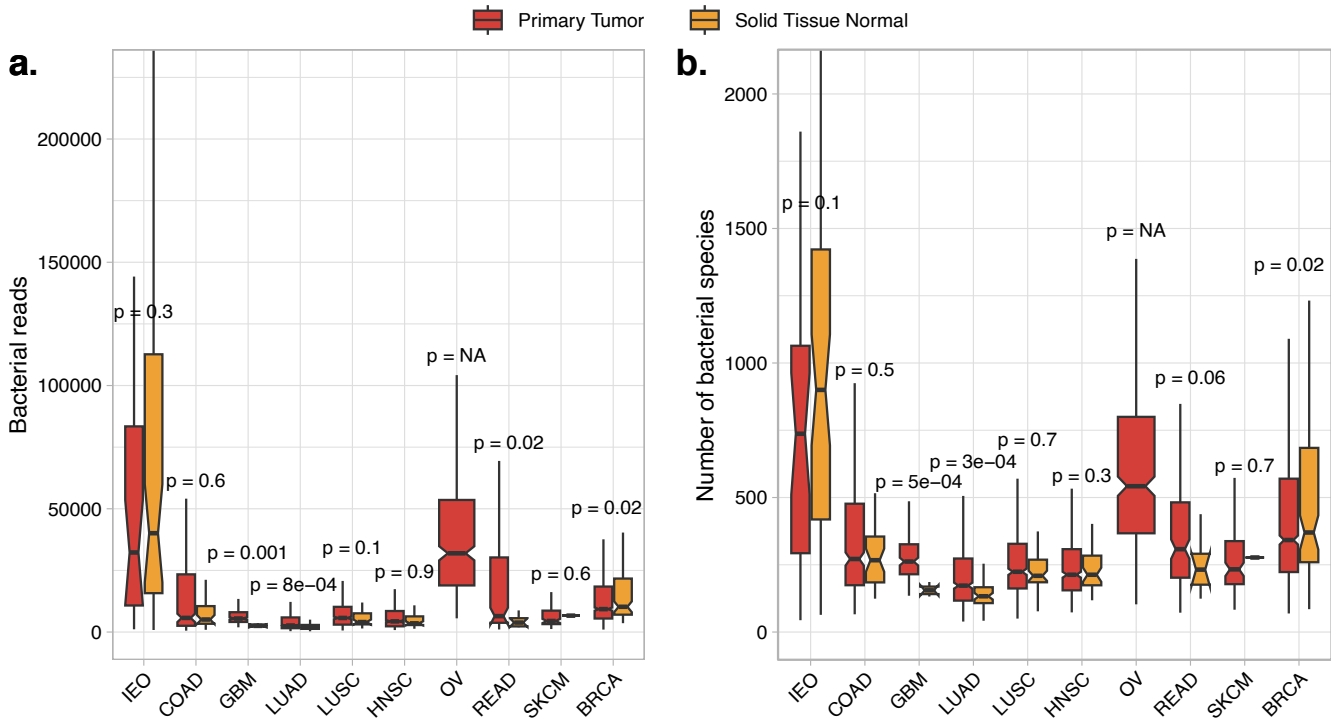 Primary Tumor Solid Tissue Normal
a.
Bacterial reads
200000
150000
100000
50000
0
p = 0.3
p = 0.6
p = 0.001
p = 8e−04
p = 0.1
p = 0.9
p = NA
p = 0.02
p = 0.6
p = 0.02
IEO COAD GBM LUAD LUSC HNSC OV READ SKCM BRCA
b.
Number of bacterial species
2000
1500
1000
500
0
p = 0.1
p = 0.5
p = 5e−04
p = 3e−04
p = 0.7
p = 0.3
p = NA
p = 0.06
p = 0.7
p = 0.02
IEO COAD GBM LUAD LUSC HNSC OV READ SKCM BRCA